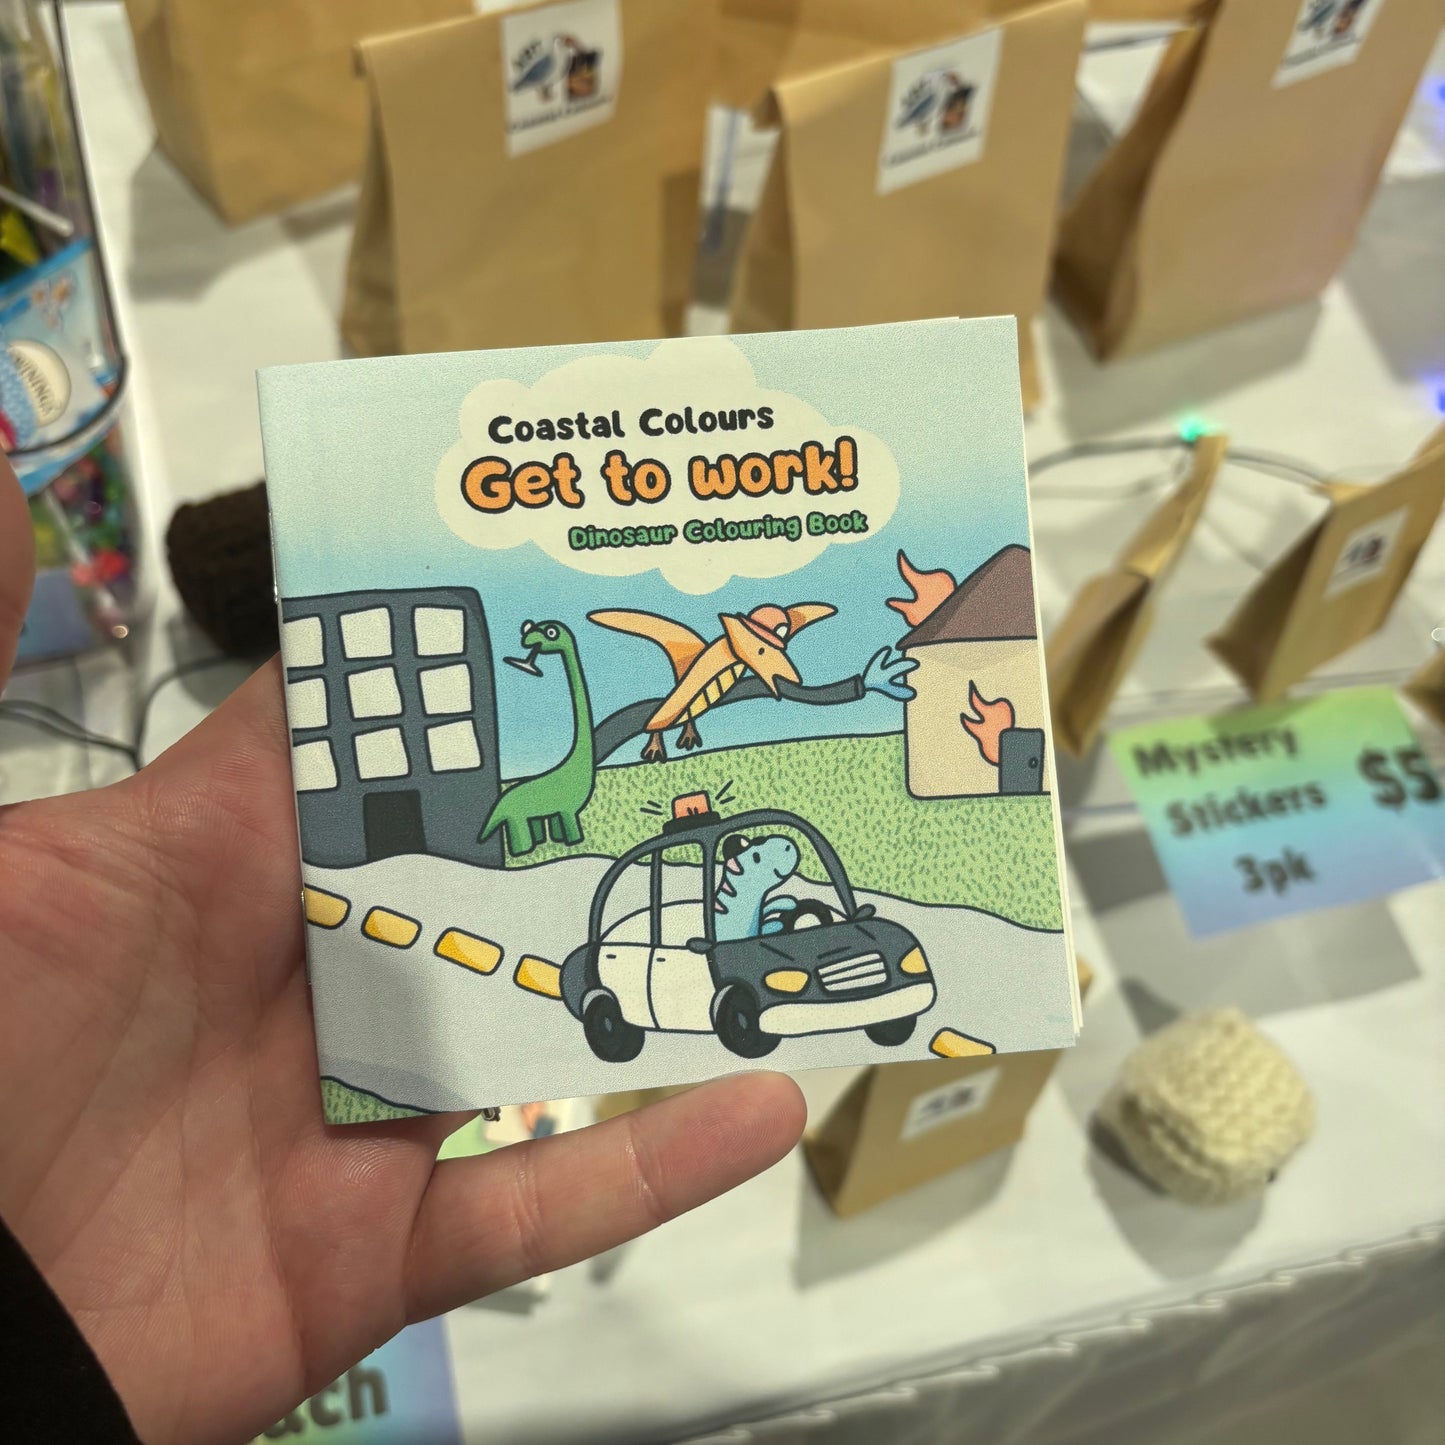 Coastal Colours
Get to work!
Dinosaur Colouring Book
Mystery
Stickers $5
3pk